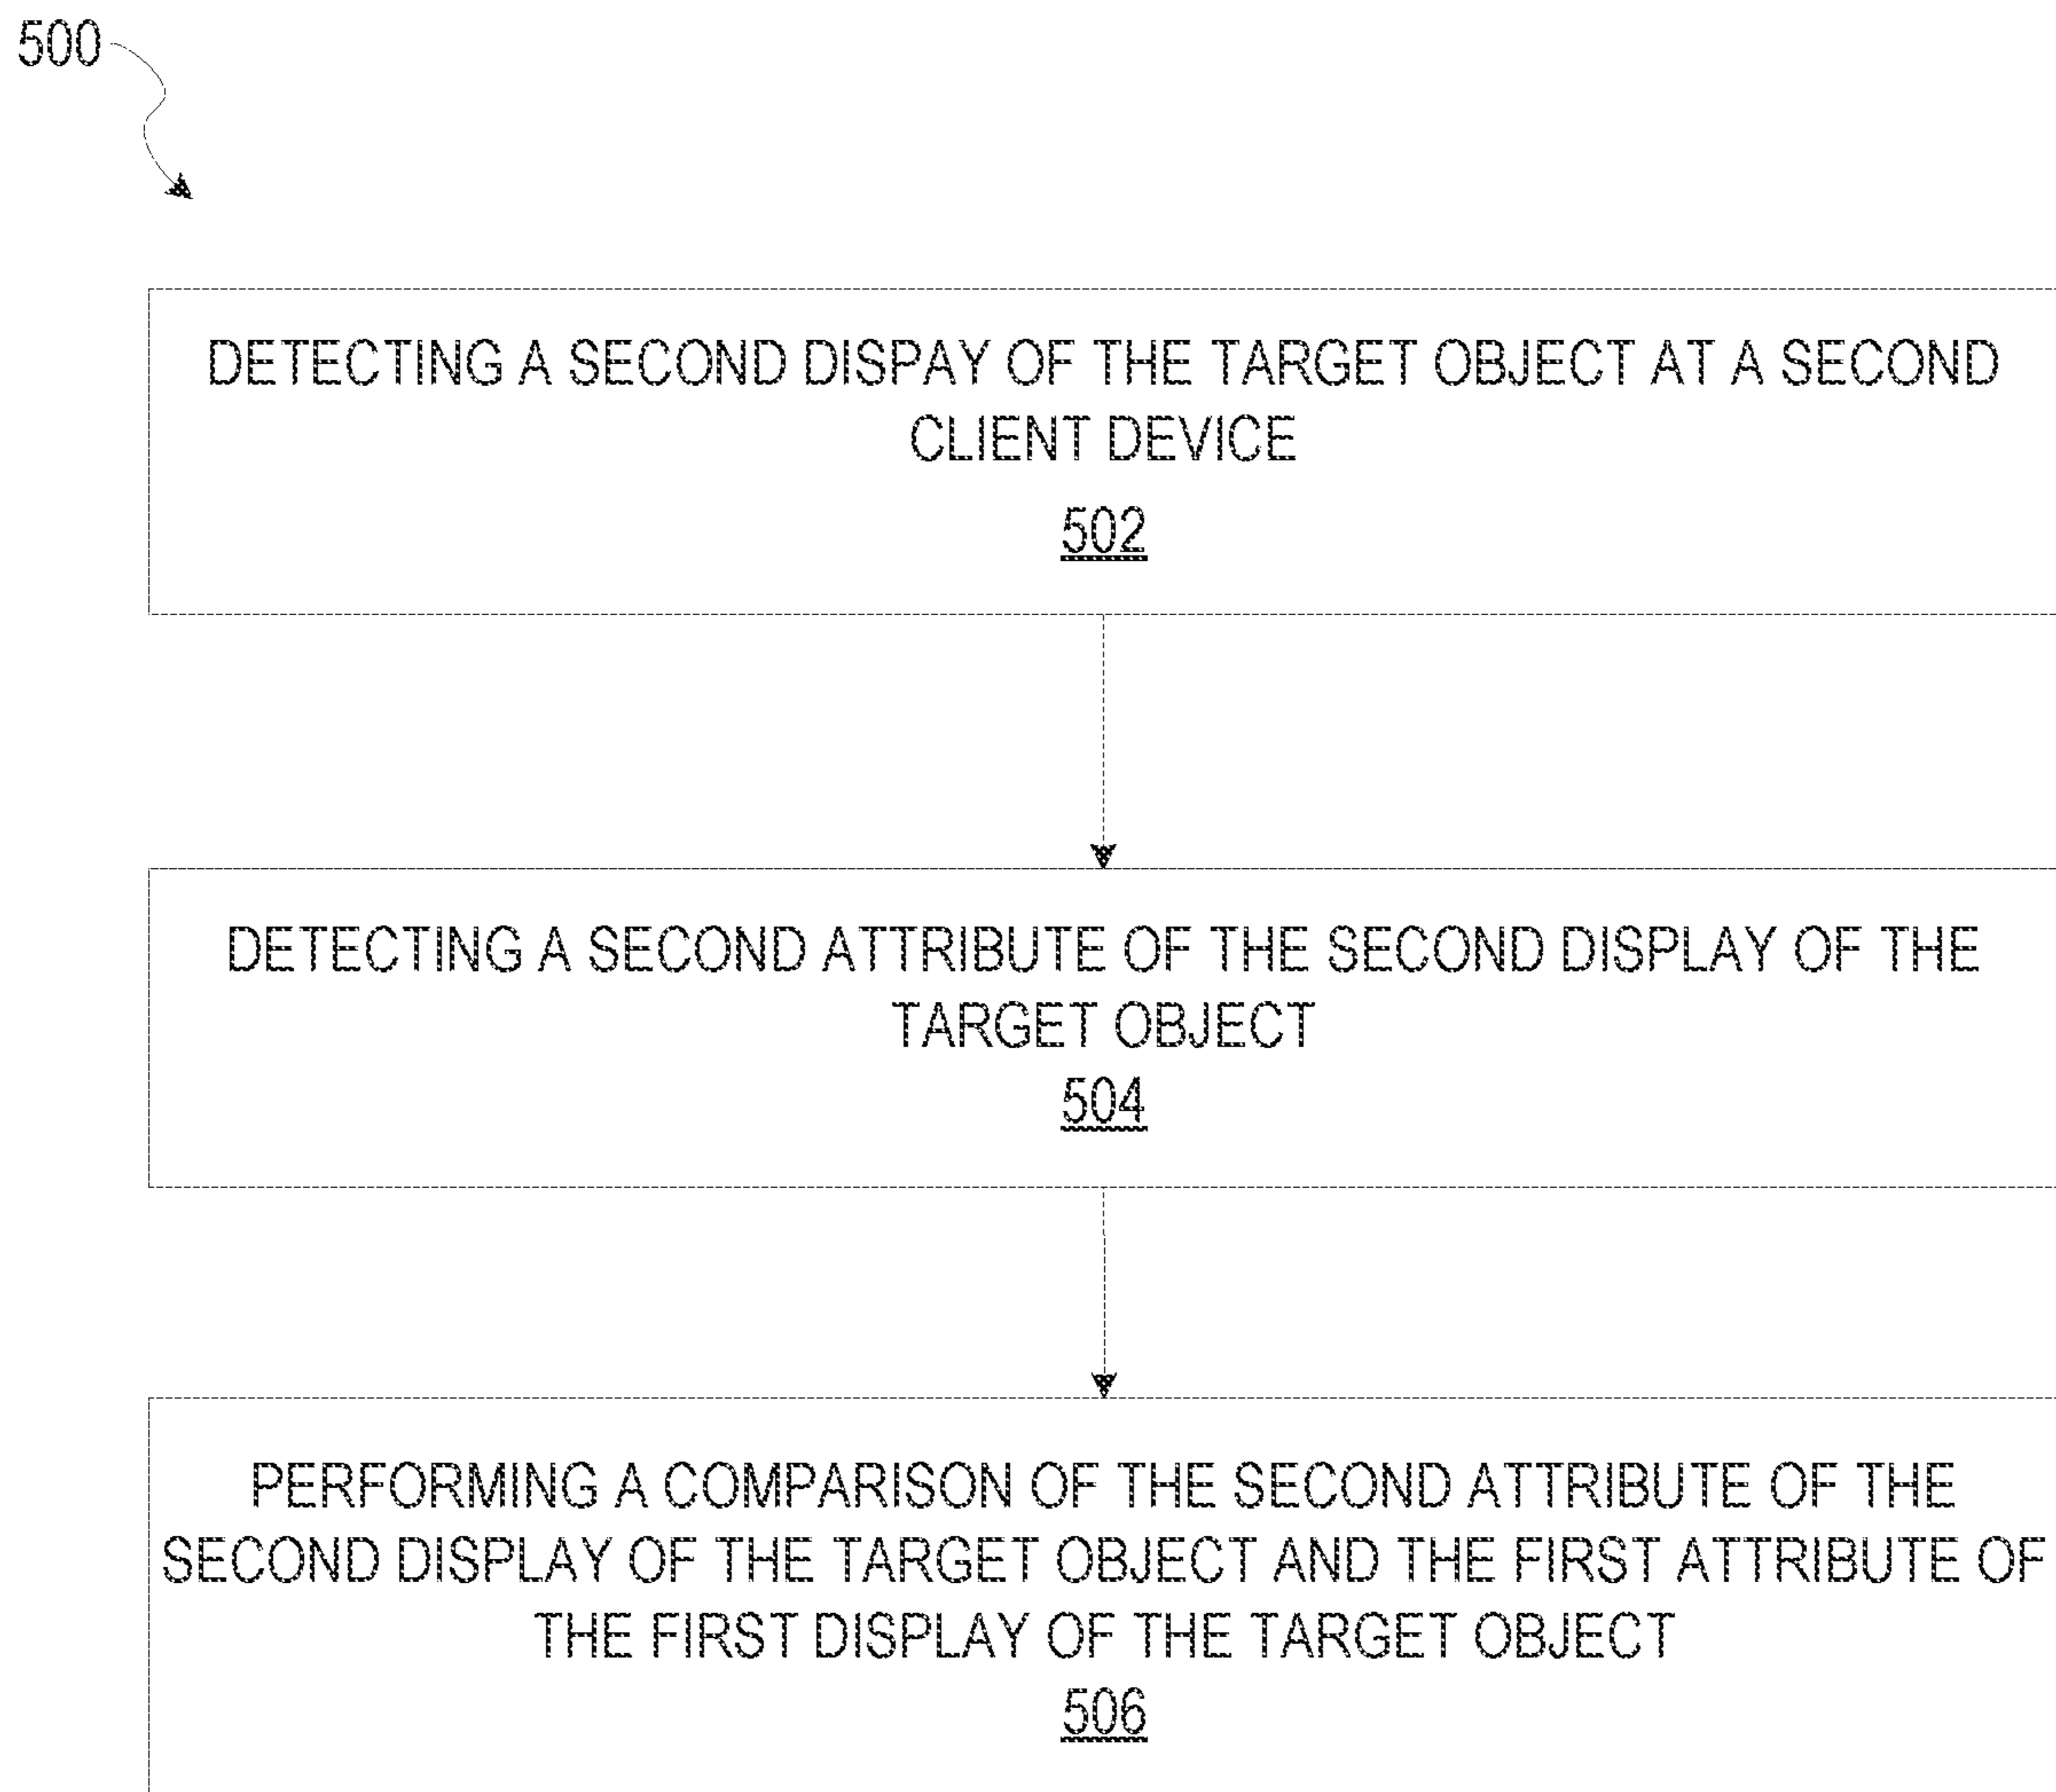 500
DETECTING A SECOND DISPAY OF THE TARGET OBJECT AT A SECOND
CLIENT DEVICE
502
DETECTING A SECOND ATTRIBUTE OF THE SECOND DISPLAY OF THE
TARGET OBJECT
504
PERFORMING A COMPARISON OF THE SECOND ATTRIBUTE OF THE
SECOND DISPLAY OF THE TARGET OBJECT AND THE FIRST ATTRIBUTE OF
THE FIRST DISPLAY OF THE TARGET OBJECT
506